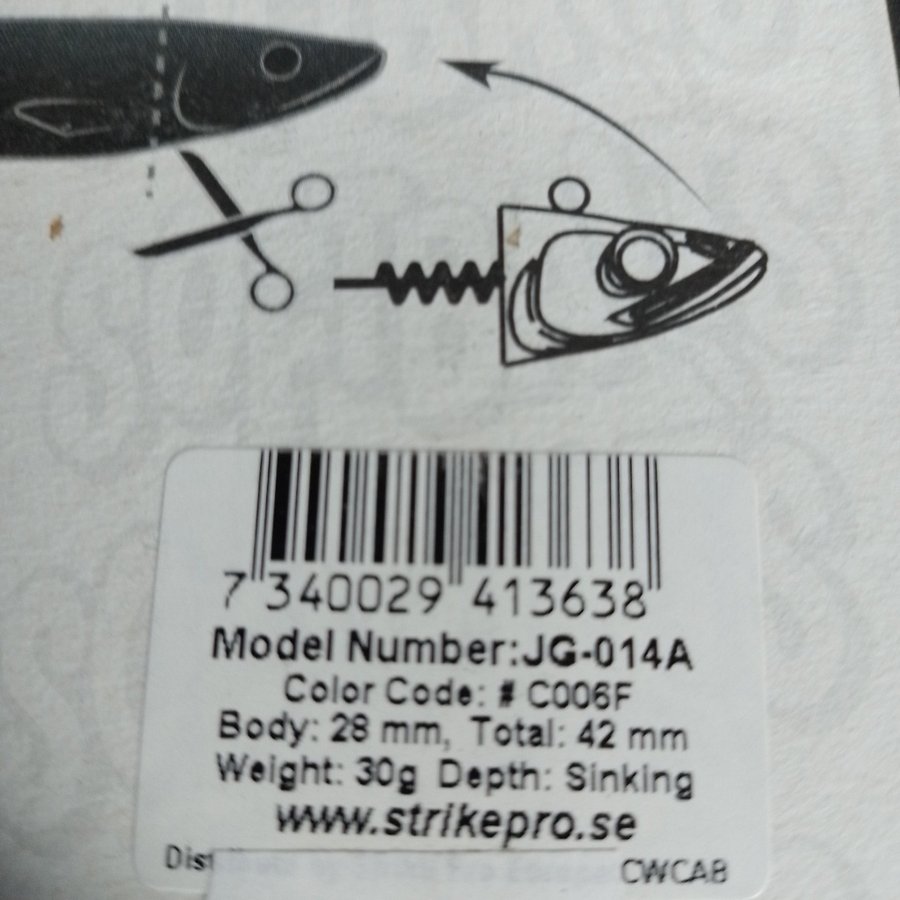 7 340029 413638
Model Number:JG-014A
Color Code: # C006F
Body: 28 mm, Total: 42 mm
Weight: 30g Depth: Sinking
www.strikepro.se
CWCAB